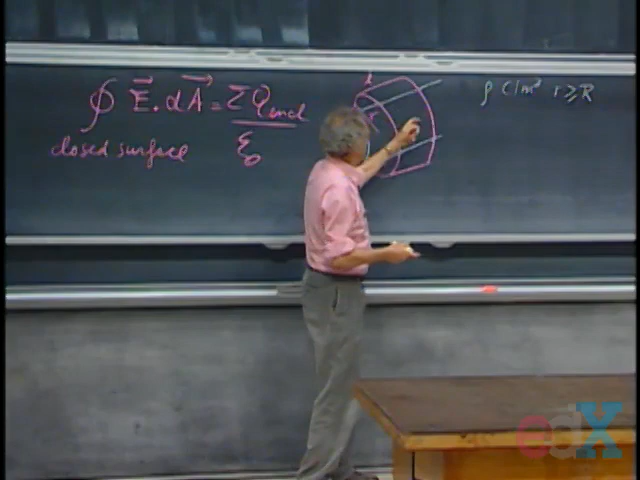 ∮ E⃗ · dA⃗ = ΣQencl / ε₀
closed surface
ρ C/m³ r ≥ R
r
edX